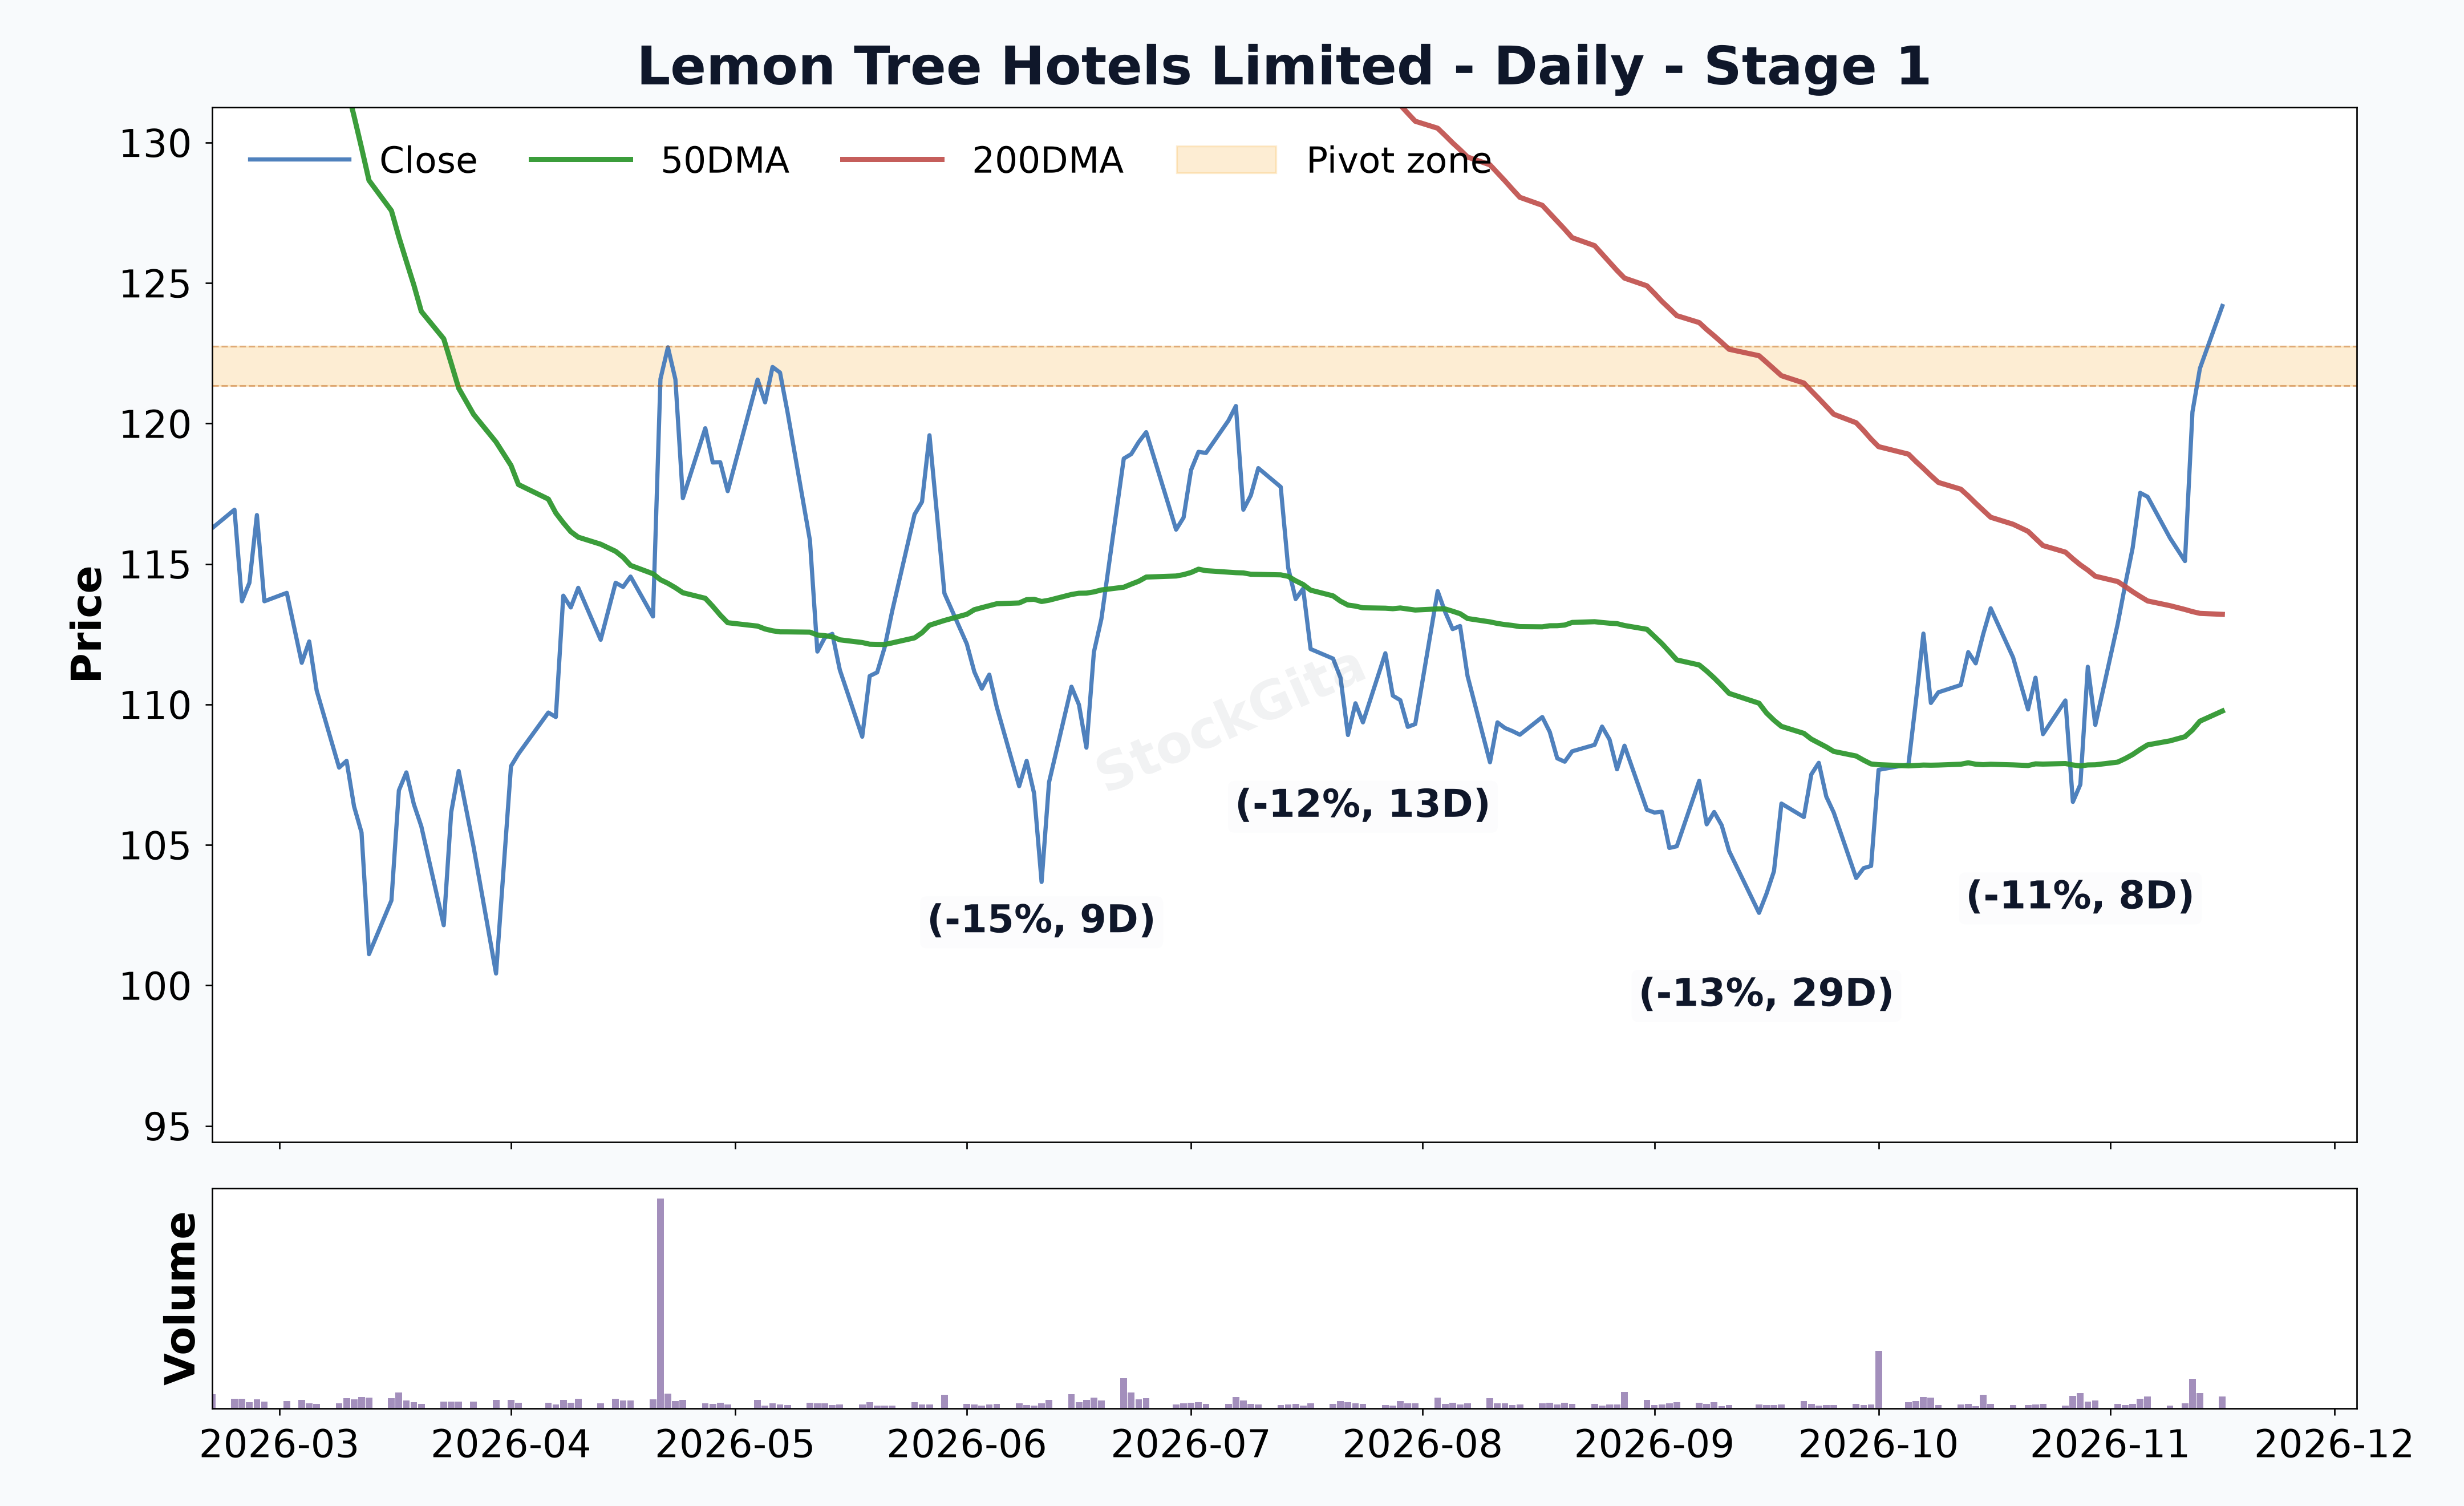 Lemon Tree Hotels Limited - Daily - Stage 1
Close
50DMA
200DMA
Pivot zone
Price
130
125
120
115
110
105
100
95
StockGita
(-12%, 13D)
(-15%, 9D)
(-11%, 8D)
(-13%, 29D)
Volume
2026-03
2026-04
2026-05
2026-06
2026-07
2026-08
2026-09
2026-10
2026-11
2026-12